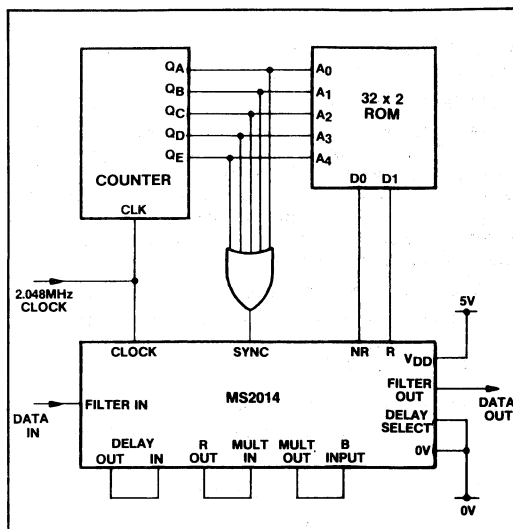 QA
QB
QC
QD
QE
COUNTER
CLK
A0
A1
A2
A3
A4
32 x 2
ROM
D0 D1
2.048MHz
CLOCK
5V
CLOCK SYNC NR R
VDD
MS2014
FILTER IN
DATA
IN
FILTER
OUT
DATA
OUT
DELAY
SELECT
0V
DELAY
OUT IN
R
OUT
MULT
IN
MULT
OUT
B
INPUT
0V